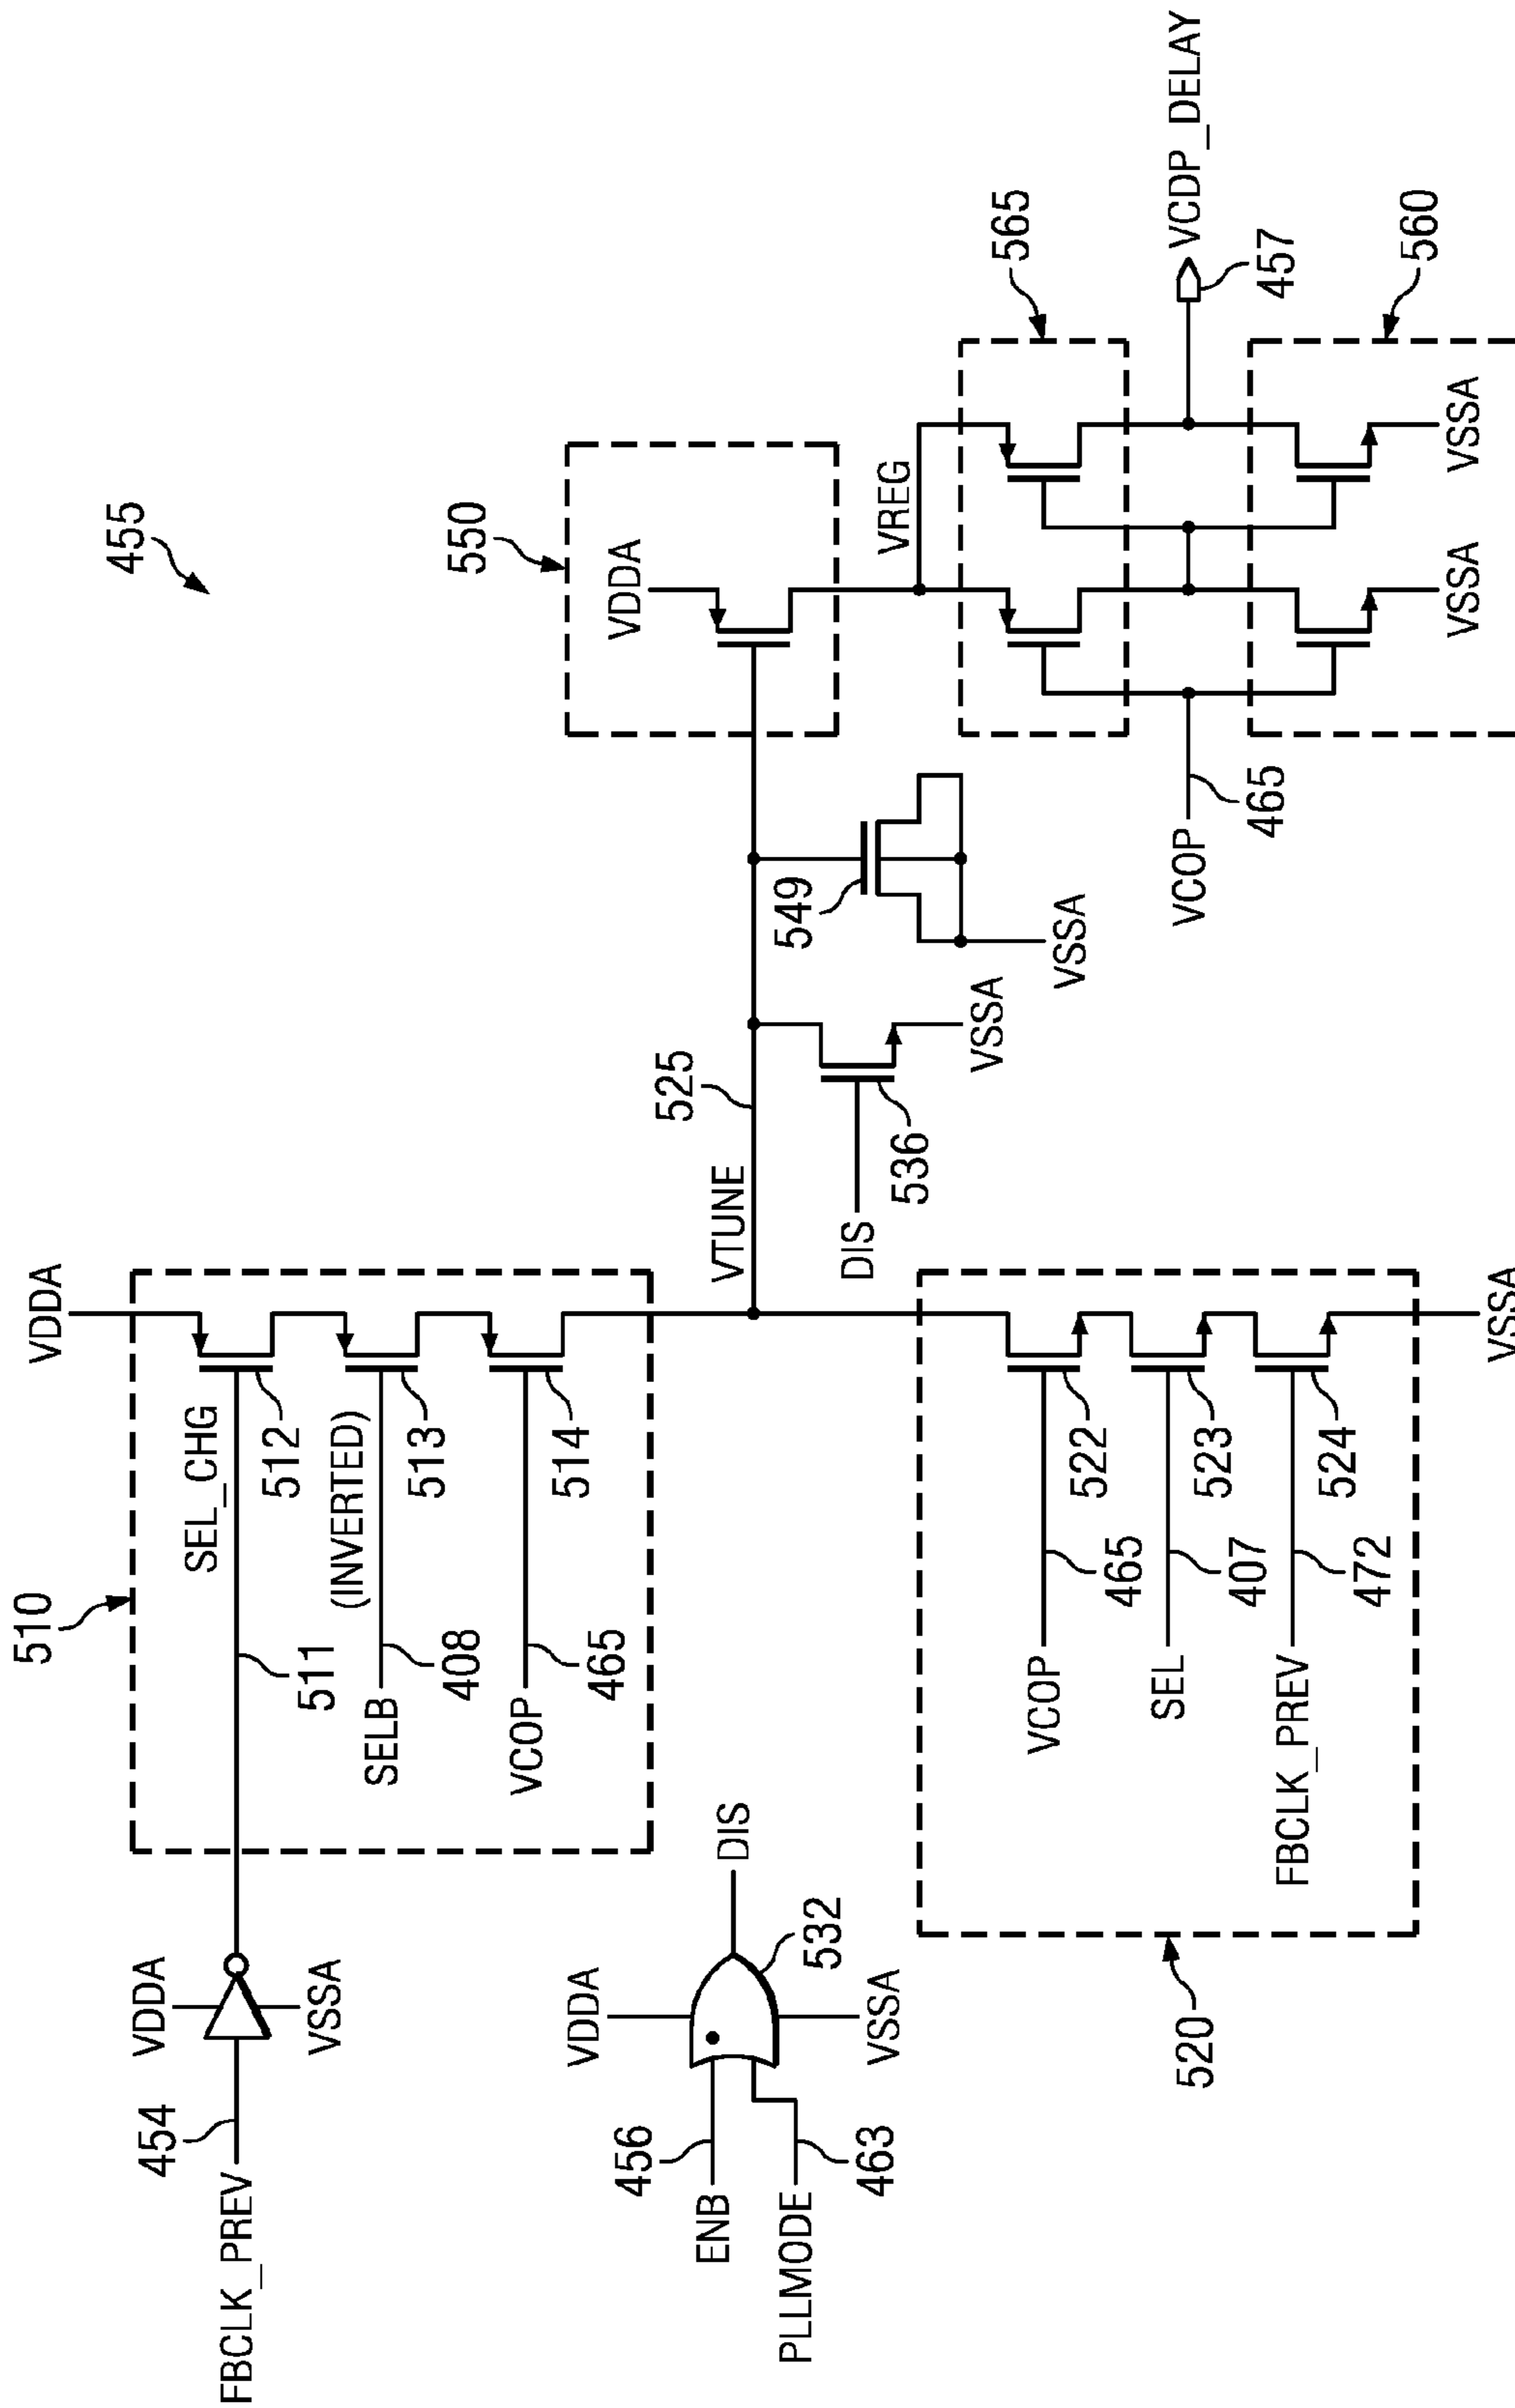 455
FBCLK_PREV
454
VDDA
VSSA
510
511
SEL_CHG
VDDA
512
(INVERTED)
513
SELB
408
VCOP
465
514
ENB
456
PLLMODE
463
VDDA
VSSA
532
DIS
VTUNE
525
DIS
536
VSSA
549
VSSA
550
VDDA
VREG
565
VCOP
465
VCDP_DELAY
457
560
VSSA
VSSA
520
VCOP
465
522
SEL
407
523
FBCLK_PREV
472
524
VSSA